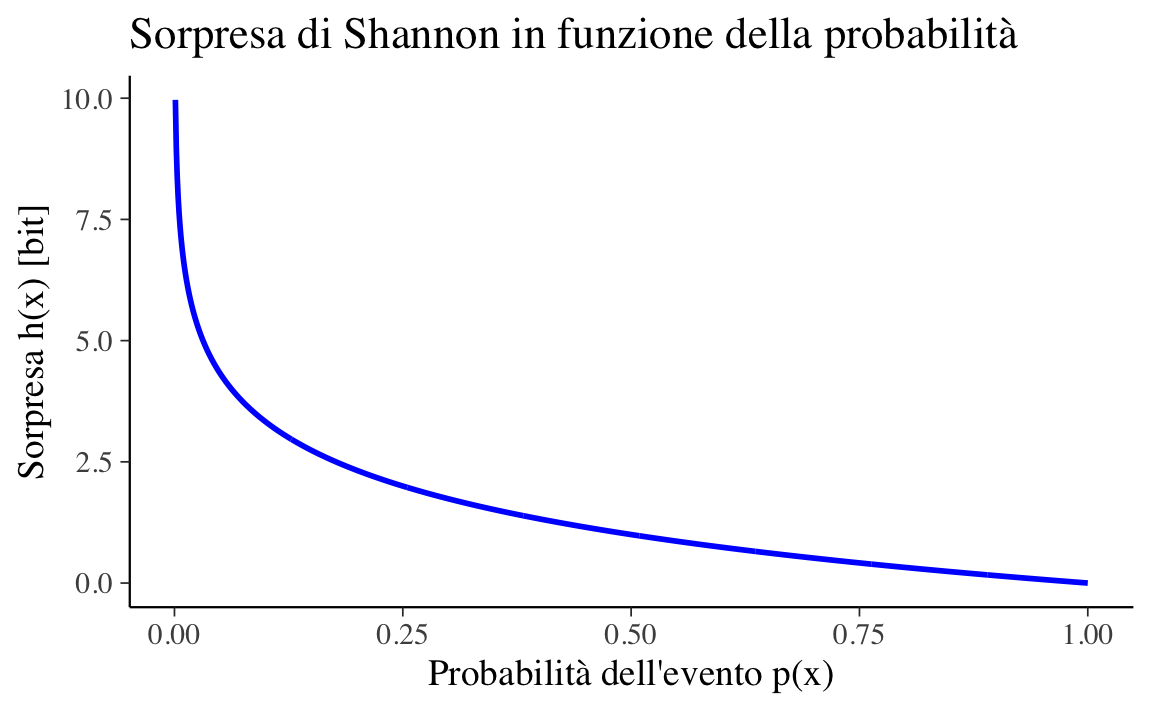 Sorpresa di Shannon in funzione della probabilità
10.0
7.5
5.0
2.5
0.0
Sorpresa h(x) [bit]
0.00 0.25 0.50 0.75 1.00
Probabilità dell'evento p(x)